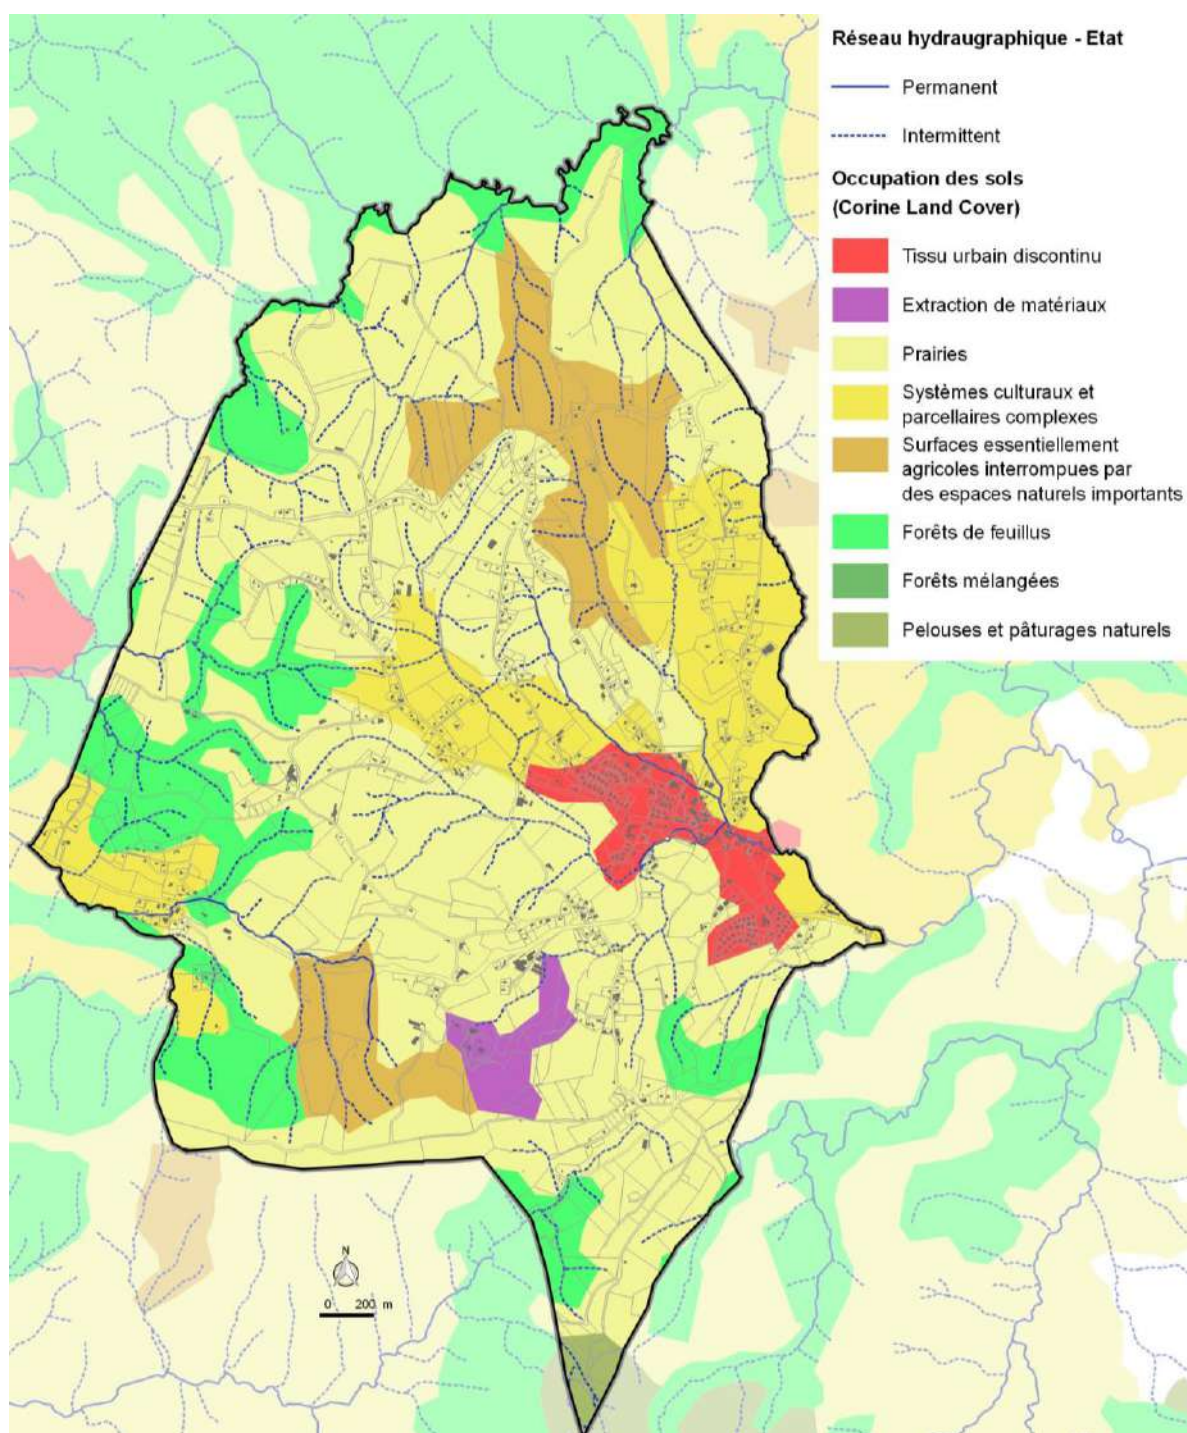 Réseau hydraugraphique - Etat
Permanent
Intermittent
Occupation des sols
(Corine Land Cover)
Tissu urbain discontinu
Extraction de matériaux
Prairies
Systèmes culturaux et
parcellaires complexes
Surfaces essentiellement
agricoles interrompues par
des espaces naturels importants
Forêts de feuillus
Forêts mélangées
Pelouses et pâturages naturels
N
0 200 m